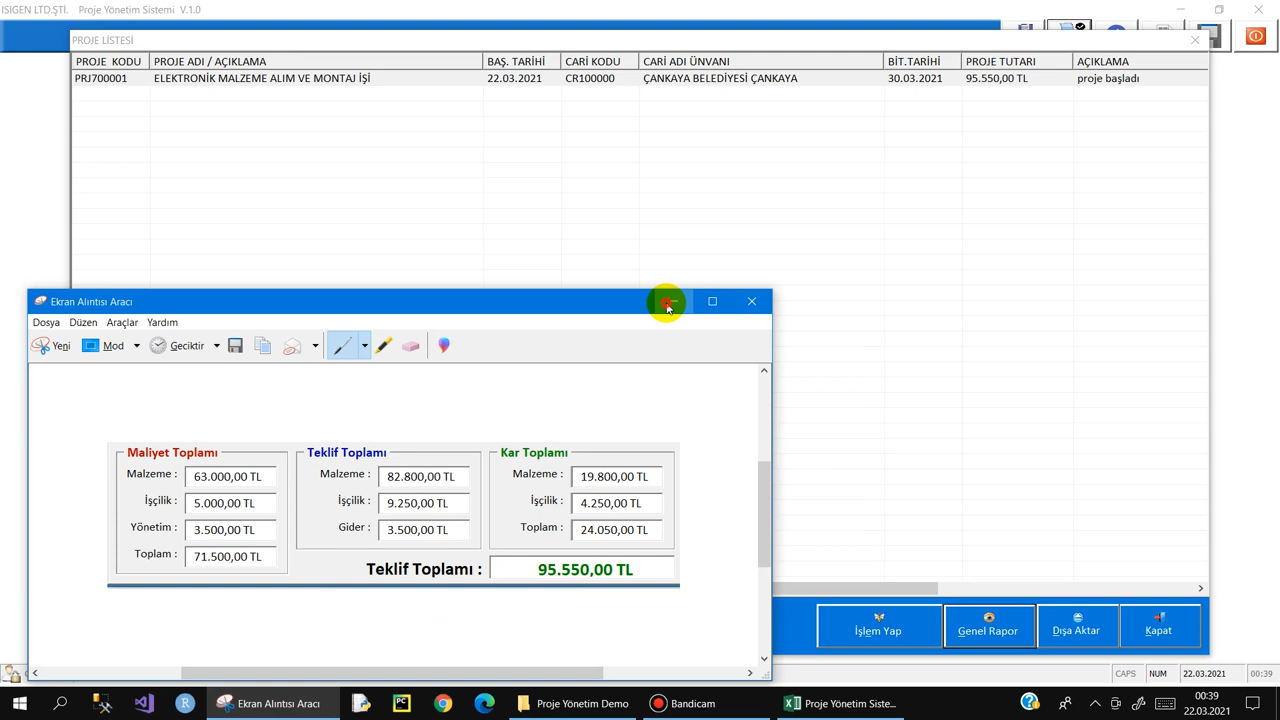 ISIGEN LTD.ŞTİ. Proje Yönetim Sistemi V.1.0
PROJE LİSTESİ
PROJE KODU PROJE ADI / AÇIKLAMA BAŞ. TARİHİ CARİ KODU CARİ ADI ÜNVANI BİT.TARİHİ PROJE TUTARI AÇIKLAMA
PRJ700001 ELEKTRONİK MALZEME ALIM VE MONTAJ İŞİ 22.03.2021 CR100000 ÇANKAYA BELEDİYESİ ÇANKAYA 30.03.2021 95.550,00 TL proje başladı
Ekran Alıntısı Aracı
Dosya Düzen Araçlar Yardım
Yeni Mod Geciktir
Maliyet Toplamı Teklif Toplamı Kar Toplamı
Malzeme : 63.000,00 TL Malzeme : 82.800,00 TL Malzeme : 19.800,00 TL
İşçilik : 5.000,00 TL İşçilik : 9.250,00 TL İşçilik : 4.250,00 TL
Yönetim : 3.500,00 TL Gider : 3.500,00 TL Toplam : 24.050,00 TL
Toplam : 71.500,00 TL
Teklif Toplamı : 95.550,00 TL
İşlem Yap Genel Rapor Dışa Aktar Kapat
CAPS NUM 22.03.2021 00:39
Ekran Alıntısı Aracı Proje Yönetim Demo Bandicam Proje Yönetim Siste...
00:39
22.03.2021